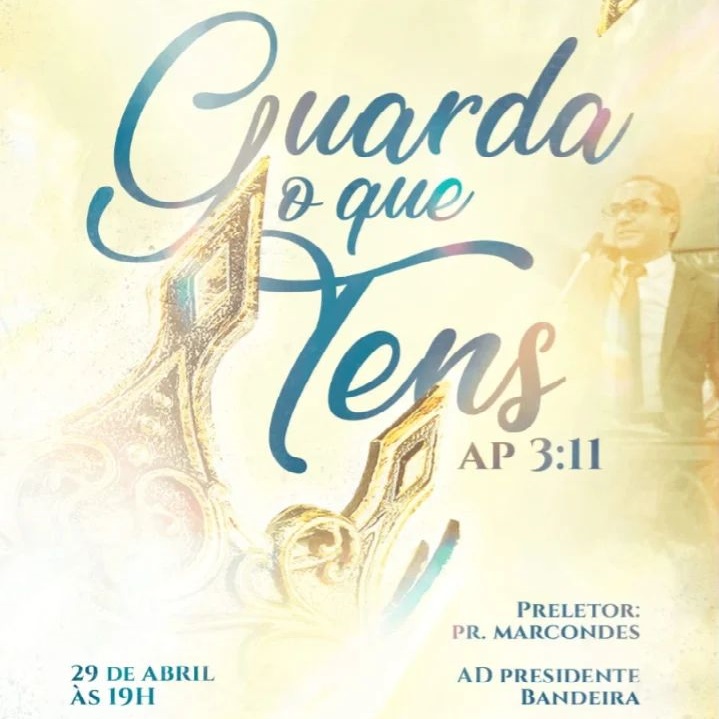 Guarda
o que
Tens
AP 3:11
PRELETOR:
PR. MARCONDES
29 DE ABRIL
ÀS 19H
AD PRESIDENTE
BANDEIRA